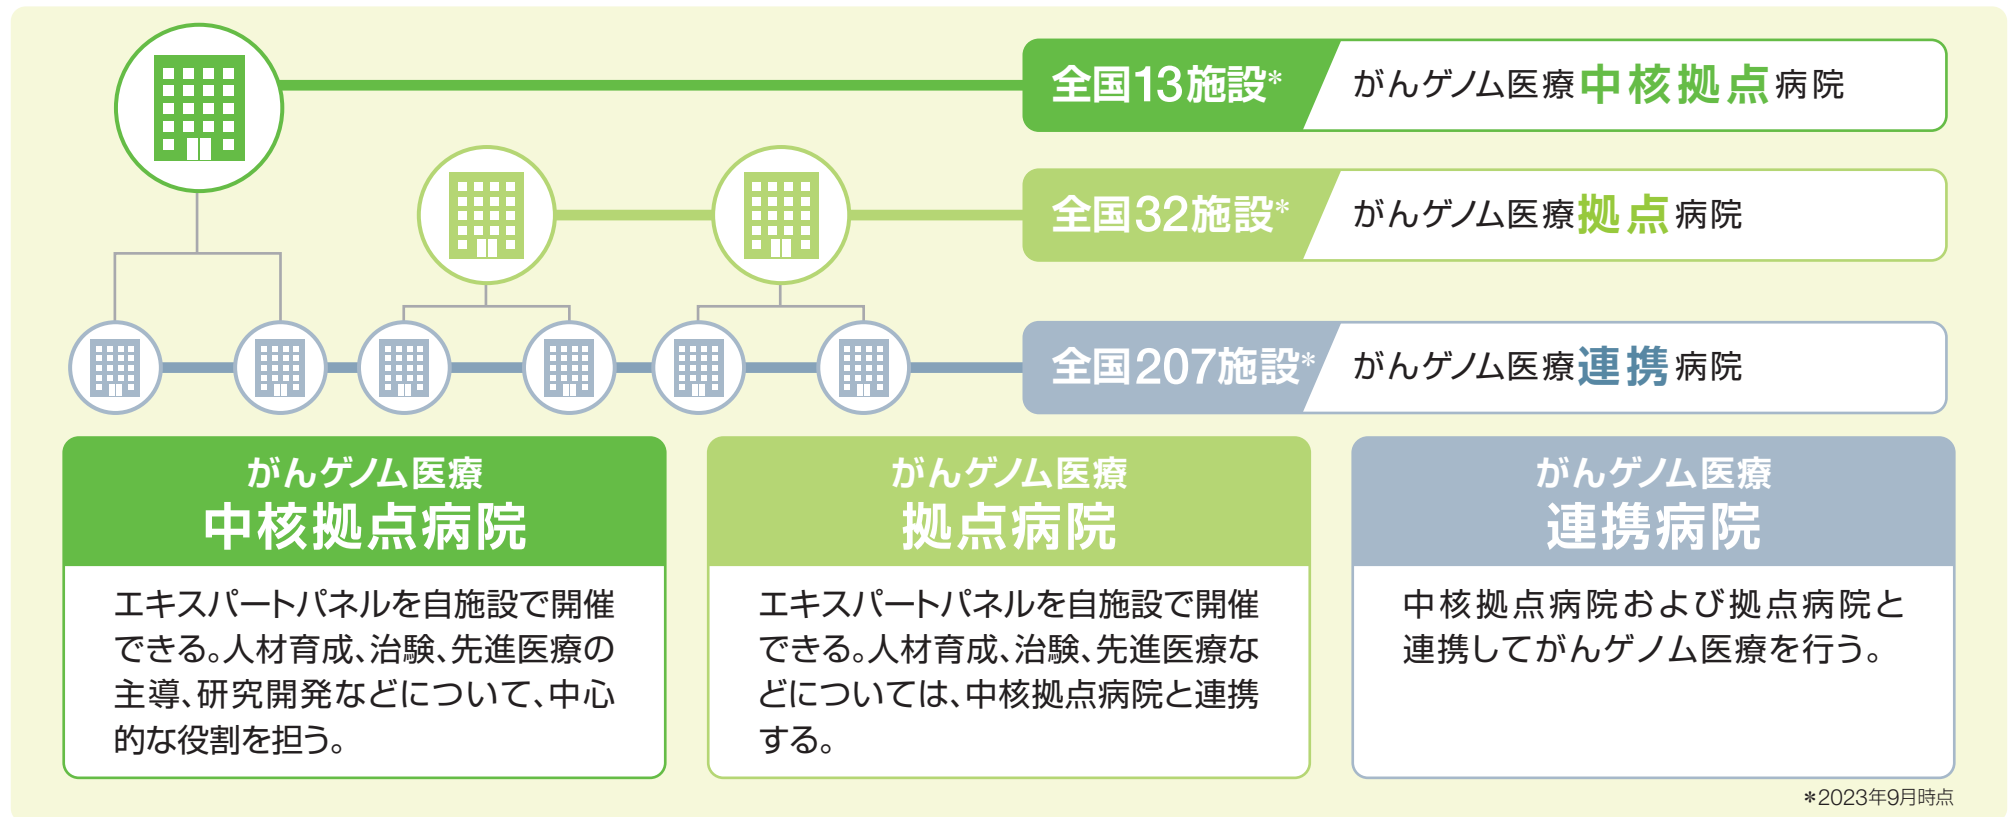 全国13施設* がんゲノム医療中核拠点病院
全国32施設* がんゲノム医療拠点病院
全国207施設* がんゲノム医療連携病院
がんゲノム医療
中核拠点病院
エキスパートパネルを自施設で開催
できる。人材育成、治験、先進医療の
主導、研究開発などについて、中心
的な役割を担う。
がんゲノム医療
拠点病院
エキスパートパネルを自施設で開催
できる。人材育成、治験、先進医療な
どについては、中核拠点病院と連携
する。
がんゲノム医療
連携病院
中核拠点病院および拠点病院と
連携してがんゲノム医療を行う。
*2023年9月時点